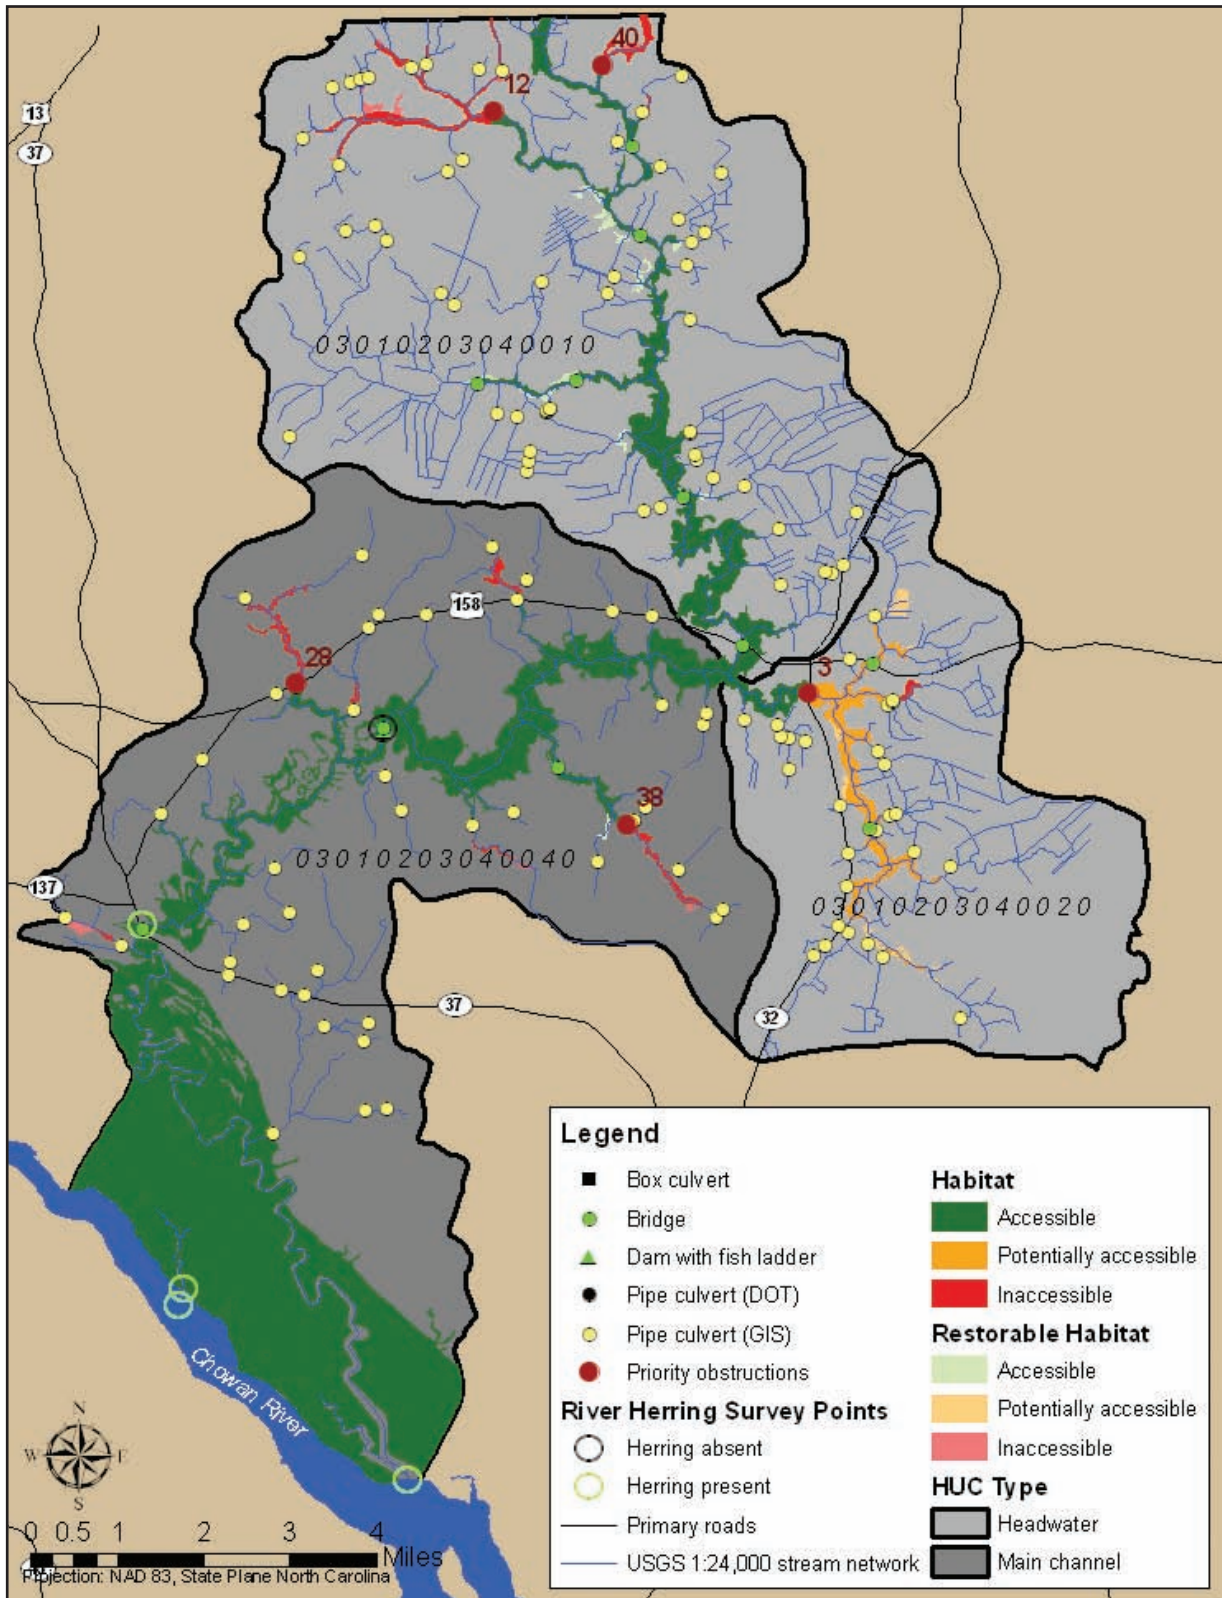 40
12
13
37
03010203040010
158
28
3
38
03010203040040
137
03010203040020
37
32
Chowan River
N
W E
S
0 0.5 1 2 3 4
Miles
Projection: NAD 83, State Plane North Carolina
Legend
Box culvert
Bridge
Dam with fish ladder
Pipe culvert (DOT)
Pipe culvert (GIS)
Priority obstructions
River Herring Survey Points
Herring absent
Herring present
Primary roads
USGS 1:24,000 stream network
Habitat
Accessible
Potentially accessible
Inaccessible
Restorable Habitat
Accessible
Potentially accessible
Inaccessible
HUC Type
Headwater
Main channel